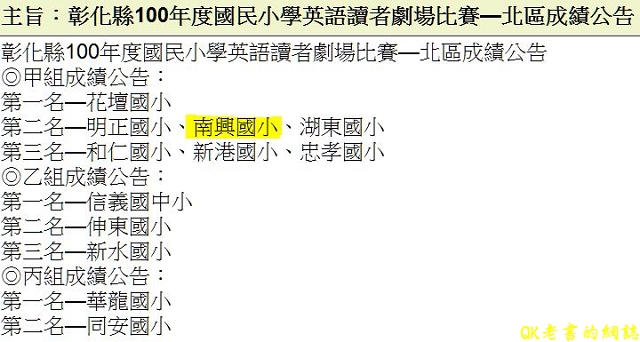 主旨：彰化縣100年度國民小學英語讀者劇場比賽—北區成績公告
彰化縣100年度國民小學英語讀者劇場比賽—北區成績公告
◎甲組成績公告：
第一名—花壇國小
第二名—明正國小、南興國小、湖東國小
第三名—和仁國小、新港國小、忠孝國小
◎乙組成績公告：
第一名—信義國中小
第二名—伸東國小
第三名—新水國小
◎丙組成績公告：
第一名—華龍國小
第二名—同安國小
QK老書的網誌